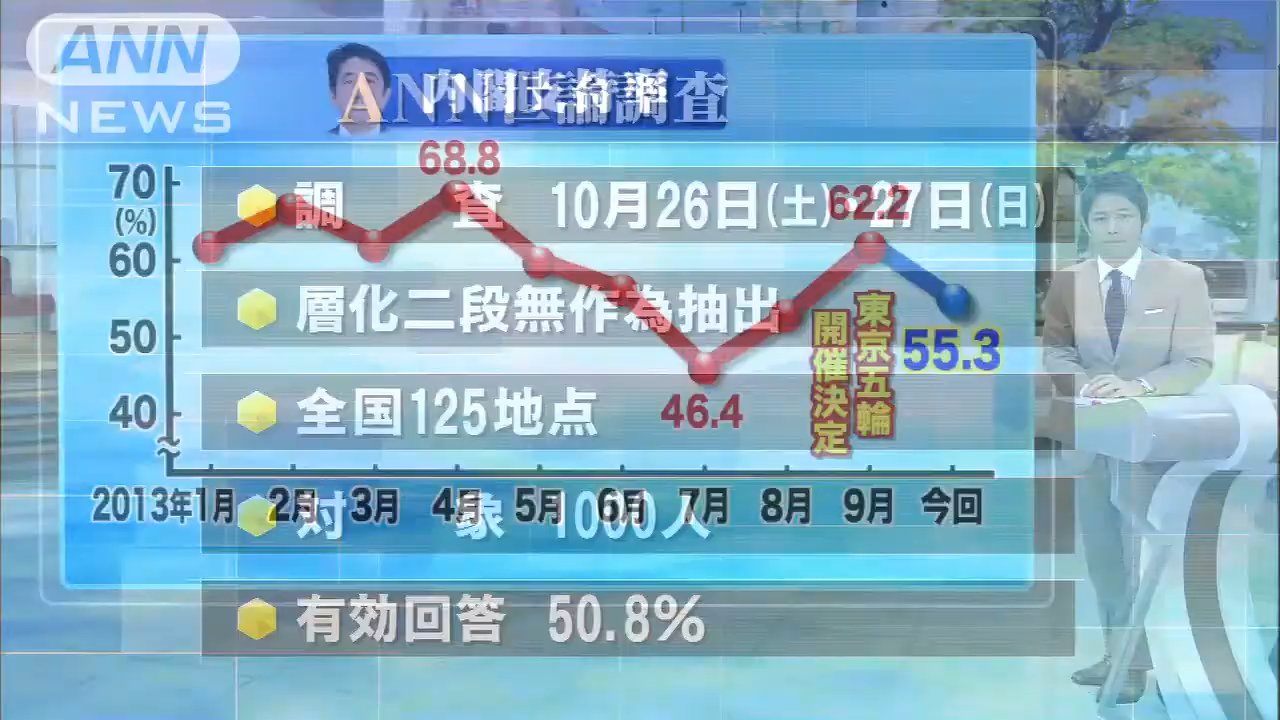 ANN
NEWS
内閣支持率
ANN世論調査
68.8
70
(%)
調査 10月26日(土)・27日(日)
62.2
60
層化二段無作為抽出
東京五輪
開催決定
50
55.3
全国125地点
46.4
40
2013年1月 2月 3月 4月 5月 6月 7月 8月 9月 今回
対象 1000人
有効回答 50.8%